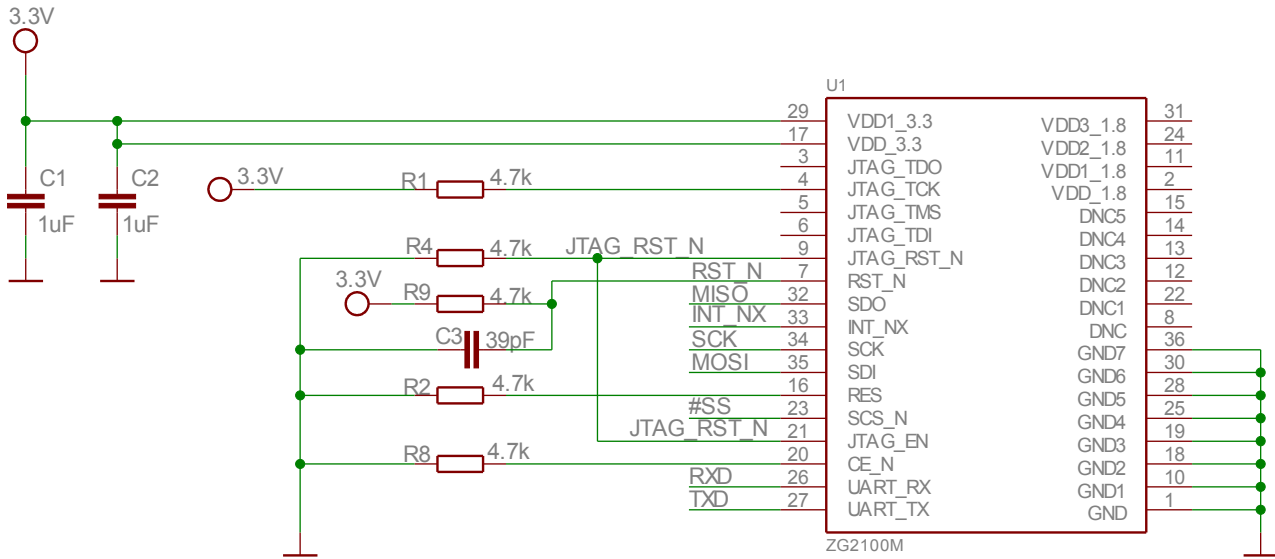 3.3V
U1
29 VDD1_3.3 VDD3_1.8 31
17 VDD_3.3 VDD2_1.8 24
3 JTAG_TDO VDD1_1.8 11
C1 C2 3.3V R1 4.7k 4 JTAG_TCK VDD_1.8 2
1uF 1uF 5 JTAG_TMS DNC5 15
6 JTAG_TDI DNC4 14
R4 4.7k JTAG_RST_N 9 JTAG_RST_N DNC3 13
RST_N 7 RST_N DNC2 12
3.3V R9 4.7k MISO 32 SDO DNC1 22
INT_NX 33 INT_NX DNC 8
C3 39pF SCK 34 SCK GND7 36
MOSI 35 SDI GND6 30
R2 4.7k 16 RES GND5 28
#SS 23 SCS_N GND4 25
JTAG_RST_N 21 JTAG_EN GND3 19
R8 4.7k 20 CE_N GND2 18
RXD 26 UART_RX GND1 10
TXD 27 UART_TX GND 1
ZG2100M